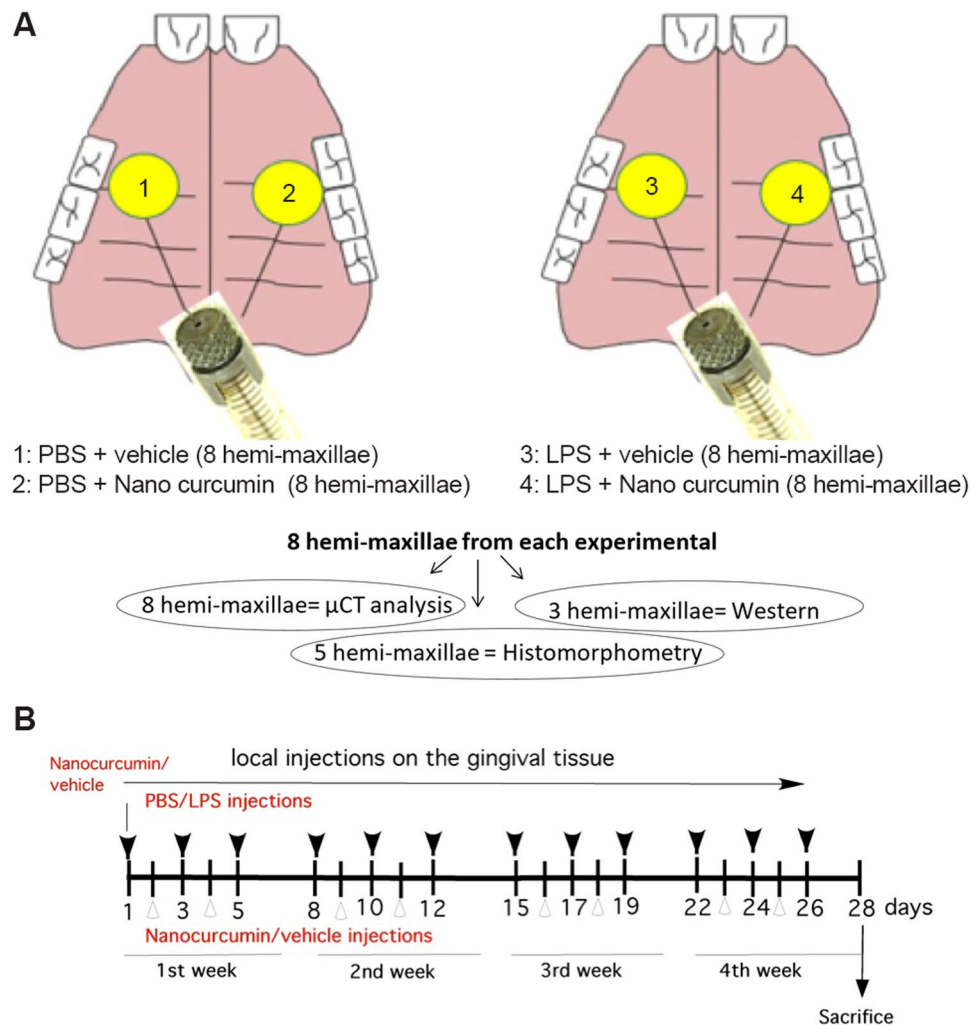 A
1
2
3
4
1: PBS + vehicle (8 hemi-maxillae)
2: PBS + Nano curcumin (8 hemi-maxillae)
3: LPS + vehicle (8 hemi-maxillae)
4: LPS + Nano curcumin (8 hemi-maxillae)
8 hemi-maxillae from each experimental
8 hemi-maxillae= µCT analysis
3 hemi-maxillae= Western
5 hemi-maxillae = Histomorphometry
B
Nanocurcumin/
vehicle
local injections on the gingival tissue
PBS/LPS injections
1 3 5 8 10 12 15 17 19 22 24 26 28 days
Nanocurcumin/vehicle injections
1st week 2nd week 3rd week 4th week
Sacrifice